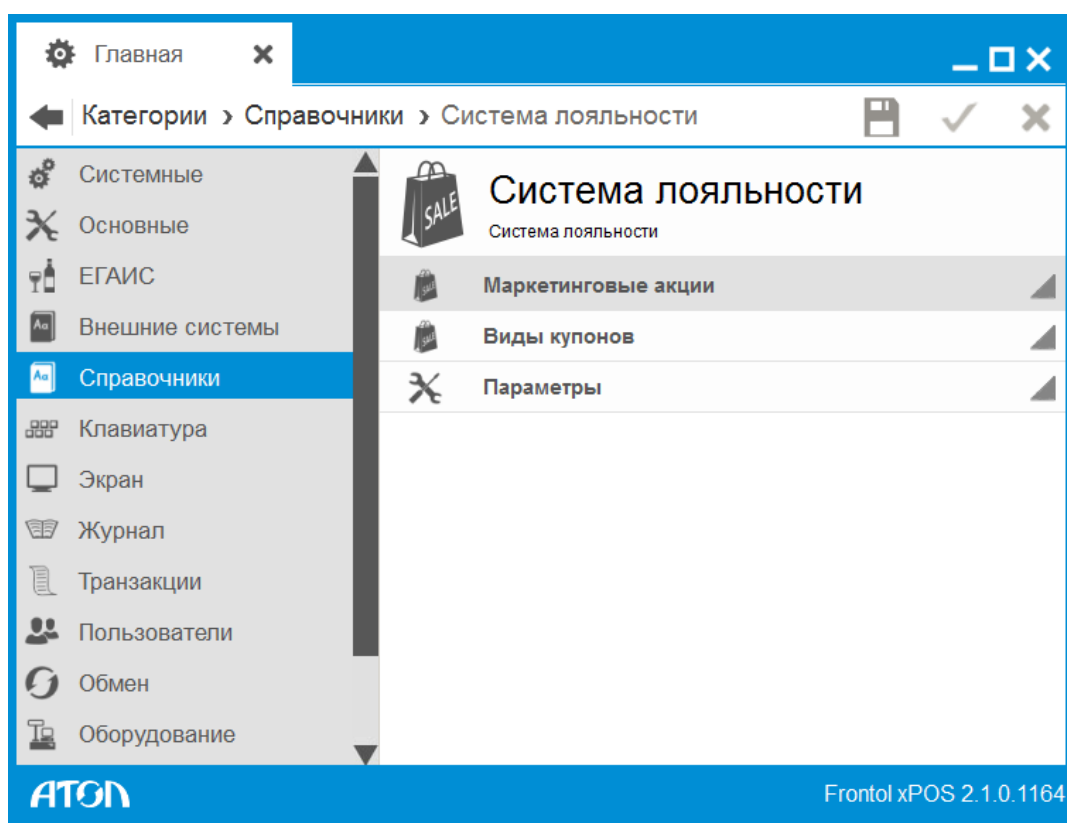 Главная
Категории › Справочники › Система лояльности
Системные
Основные
ЕГАИС
Внешние системы
Справочники
Клавиатура
Экран
Журнал
Транзакции
Пользователи
Обмен
Оборудование
SALE
Система лояльности
Система лояльности
Маркетинговые акции
Виды купонов
Параметры
АТОЛ
Frontol xPOS 2.1.0.1164